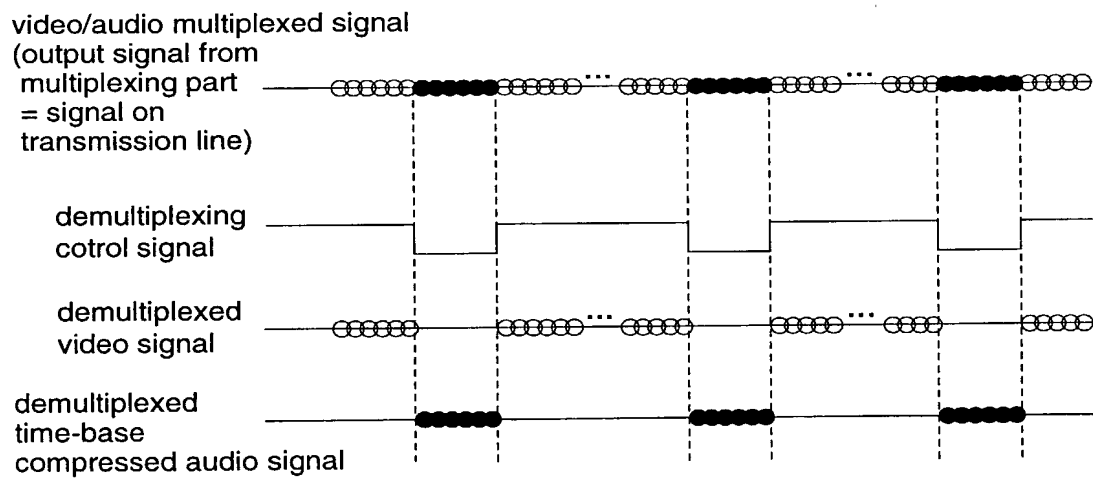 video/audio multiplexed signal
(output signal from
multiplexing part
= signal on
transmission line)
demultiplexing
cotrol signal
demultiplexed
video signal
demultiplexed
time-base
compressed audio signal